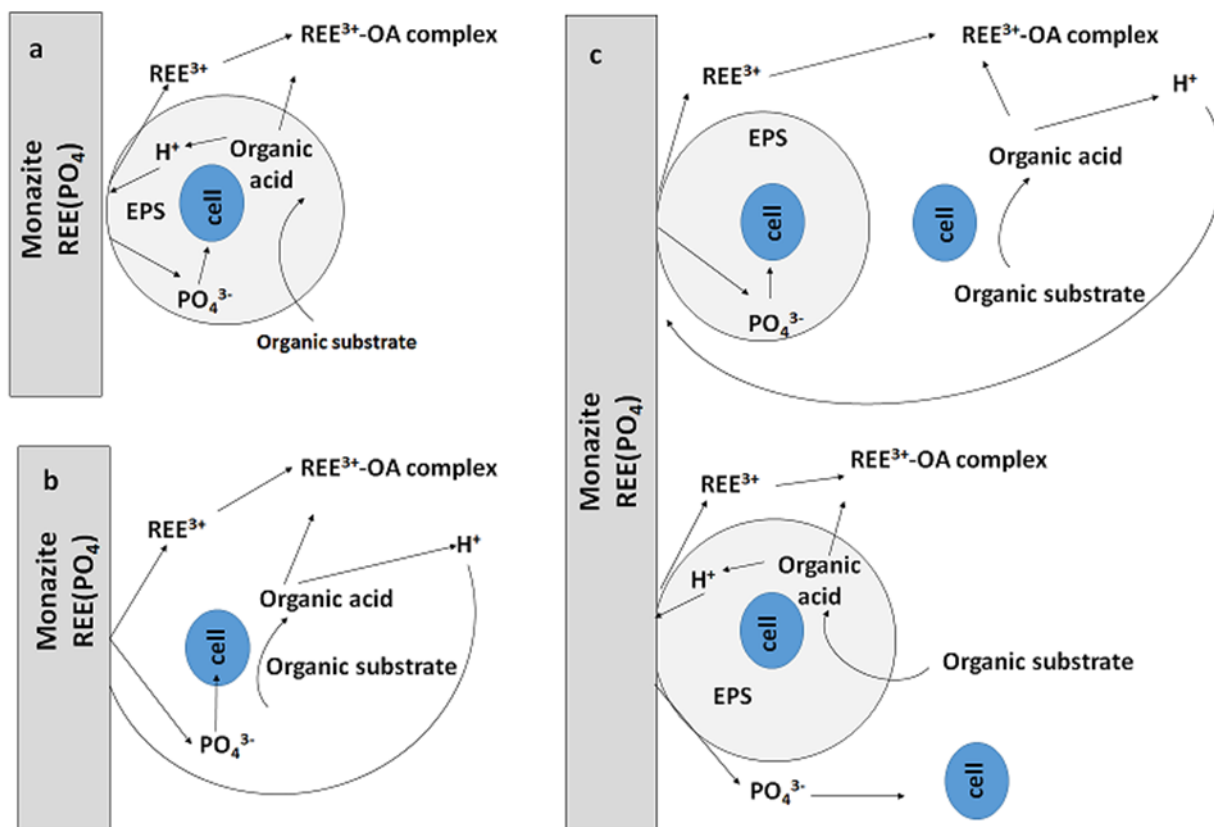 a
Monazite
REE(PO₄)
REE³⁺-OA complex
REE³⁺
H⁺
Organic
acid
EPS
cell
PO₄³⁻
Organic substrate
b
Monazite
REE(PO₄)
REE³⁺-OA complex
REE³⁺
H⁺
Organic acid
cell
Organic substrate
PO₄³⁻
c
Monazite
REE(PO₄)
REE³⁺-OA complex
REE³⁺
H⁺
EPS
Organic acid
cell
cell
Organic substrate
PO₄³⁻
REE³⁺-OA complex
REE³⁺
H⁺
Organic
acid
cell
Organic substrate
EPS
PO₄³⁻
cell